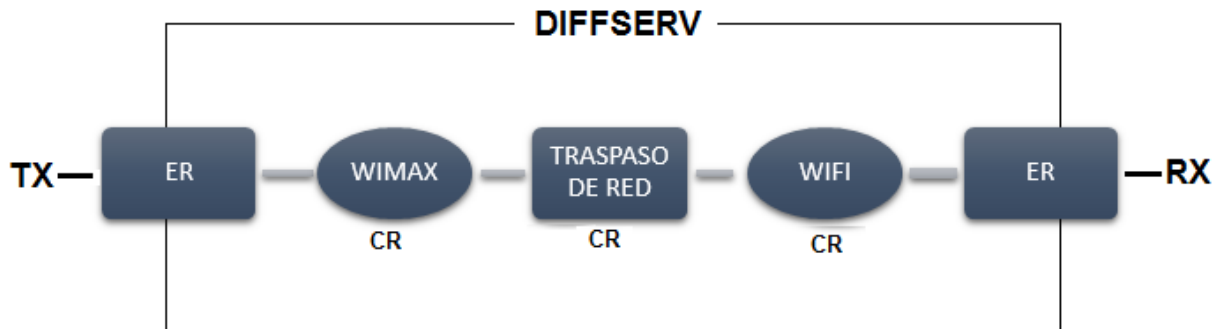 DIFFSERV
TX
ER
WIMAX
TRASPASO
DE RED
WIFI
ER
RX
CR
CR
CR